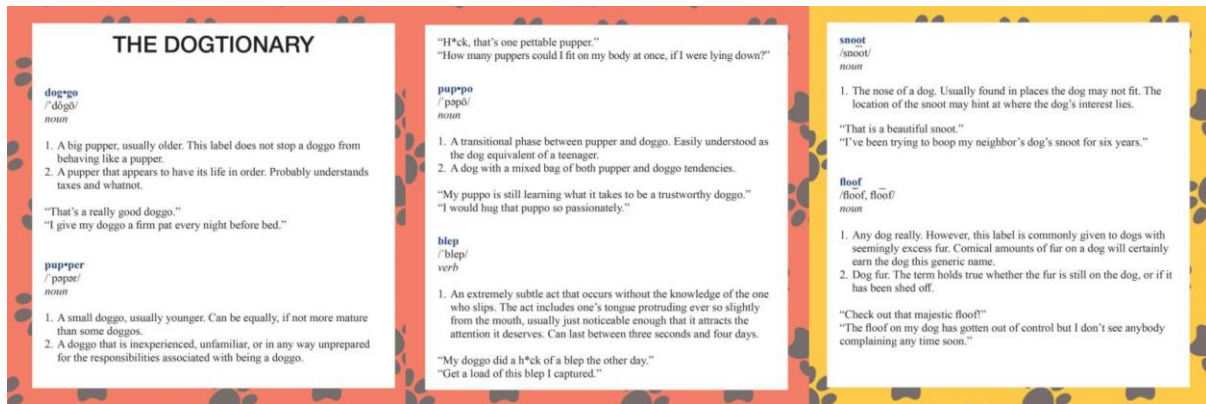 THE DOGTIONARY
dog•go
/ˈdôgō/
noun
1. A big pupper, usually older. This label does not stop a doggo from
behaving like a pupper.
2. A pupper that appears to have its life in order. Probably understands
taxes and whatnot.
“That’s a really good doggo.”
“I give my doggo a firm pat every night before bed.”
pup•per
/ˈpəpər/
noun
1. A small doggo, usually younger. Can be equally, if not more mature
than some doggos.
2. A doggo that is inexperienced, unfamiliar, or in any way unprepared
for the responsibilities associated with being a doggo.
“H*ck, that’s one pettable pupper.”
“How many puppers could I fit on my body at once, if I were lying down?”
pup•po
/ˈpəpō/
noun
1. A transitional phase between pupper and doggo. Easily understood as
the dog equivalent of a teenager.
2. A dog with a mixed bag of both pupper and doggo tendencies.
“My puppo is still learning what it takes to be a trustworthy doggo.”
“I would hug that puppo so passionately.”
blep
/ˈblep/
verb
1. An extremely subtle act that occurs without the knowledge of the one
who slips. The act includes one’s tongue protruding ever so slightly
from the mouth, usually just noticeable enough that it attracts the
attention it deserves. Can last between three seconds and four days.
“My doggo did a h*ck of a blep the other day.”
“Get a load of this blep I captured.”
snoot
/sno͞ot/
noun
1. The nose of a dog. Usually found in places the dog may not fit. The
location of the snoot may hint at where the dog’s interest lies.
“That is a beautiful snoot.”
“I’ve been trying to boop my neighbor’s dog’s snoot for six years.”
floof
/flo͞of, flo͞of/
noun
1. Any dog really. However, this label is commonly given to dogs with
seemingly excess fur. Comical amounts of fur on a dog will certainly
earn the dog this generic name.
2. Dog fur. The term holds true whether the fur is still on the dog, or if it
has been shed off.
“Check out that majestic floof!”
“The floof on my dog has gotten out of control but I don’t see anybody
complaining any time soon.”